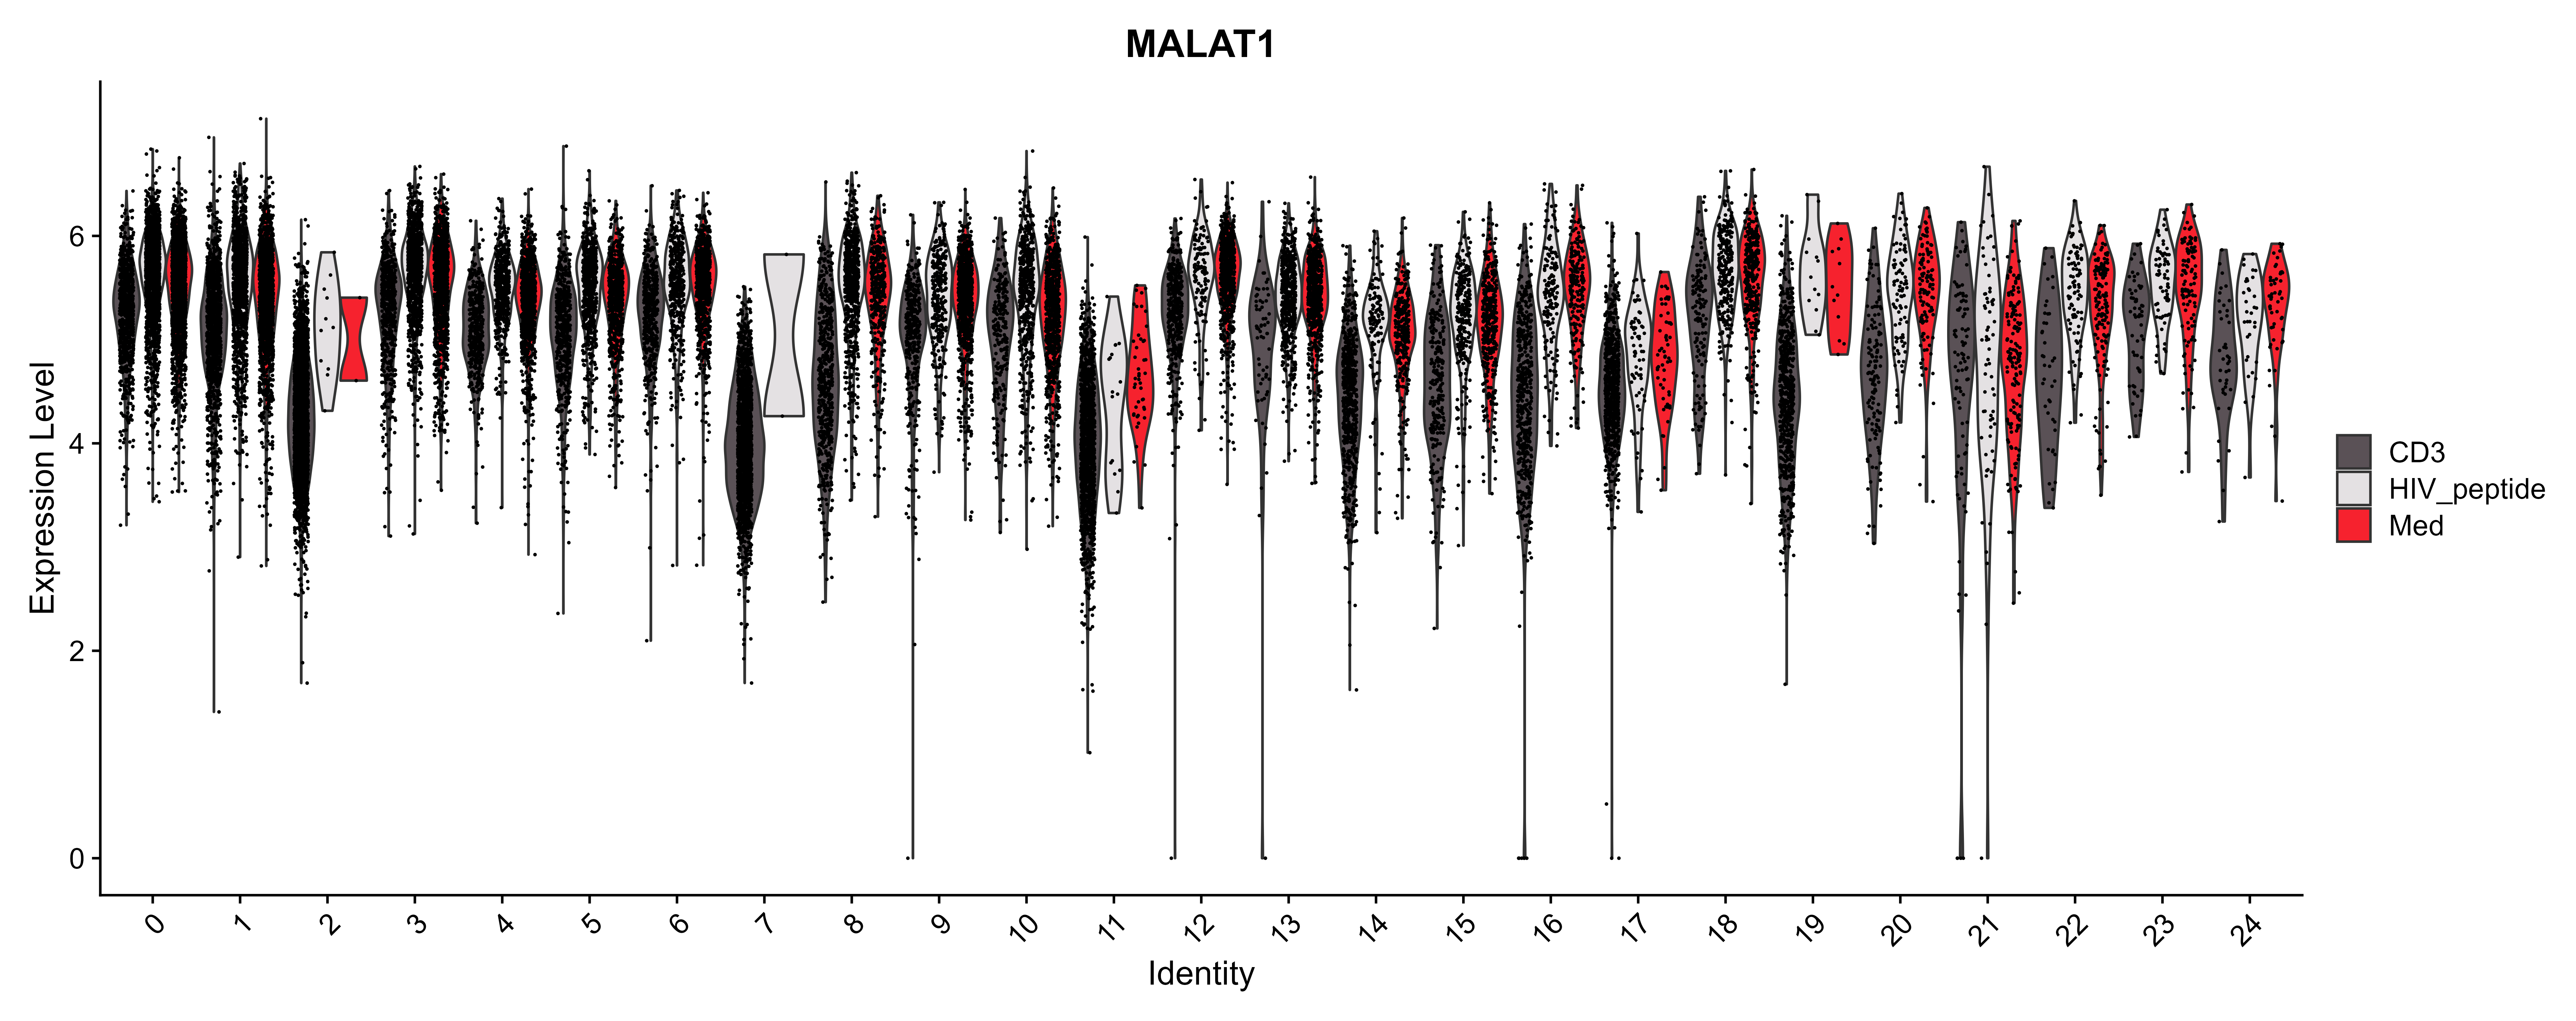 MALAT1
Expression Level
6
4
2
0
0 1 2 3 4 5 6 7 8 9 10 11 12 13 14 15 16 17 18 19 20 21 22 23 24
Identity
CD3
HIV_peptide
Med